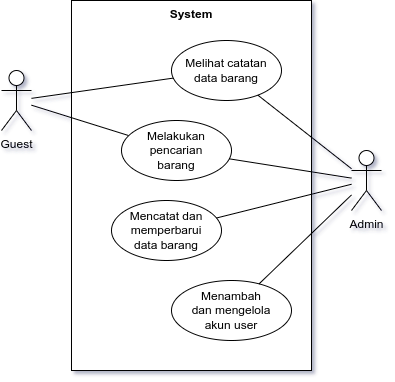 System
Melihat catatan
data barang
Guest
Melakukan
pencarian
barang
Mencatat dan
memperbarui
data barang
Admin
Menambah
dan mengelola
akun user